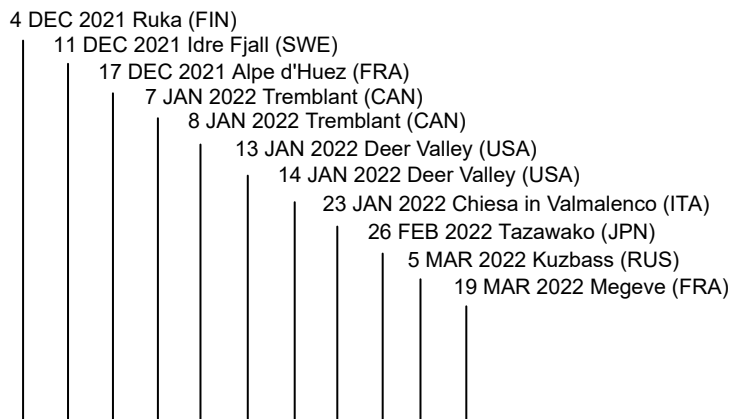 4 DEC 2021 Ruka (FIN)
11 DEC 2021 Idre Fjall (SWE)
17 DEC 2021 Alpe d'Huez (FRA)
7 JAN 2022 Tremblant (CAN)
8 JAN 2022 Tremblant (CAN)
13 JAN 2022 Deer Valley (USA)
14 JAN 2022 Deer Valley (USA)
23 JAN 2022 Chiesa in Valmalenco (ITA)
26 FEB 2022 Tazawako (JPN)
5 MAR 2022 Kuzbass (RUS)
19 MAR 2022 Megeve (FRA)